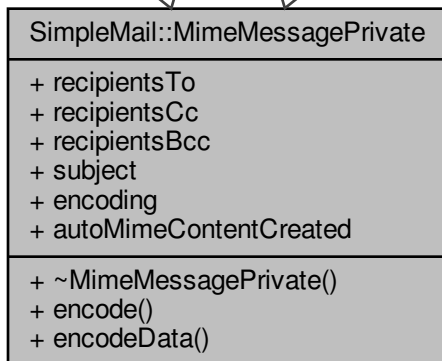 SimpleMail::MimeMessagePrivate
+ recipientsTo
+ recipientsCc
+ recipientsBcc
+ subject
+ encoding
+ autoMimeContentCreated
+ ~MimeMessagePrivate()
+ encode()
+ encodeData()